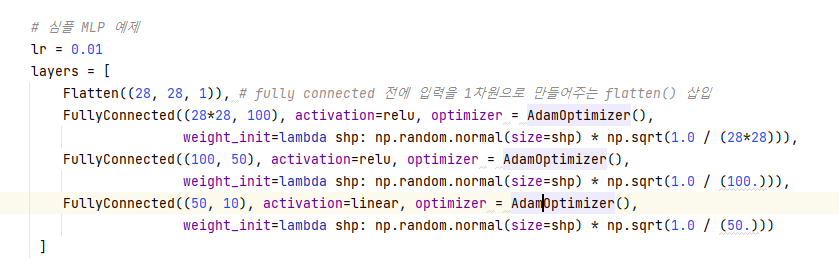 # 심플 MLP 예제
lr = 0.01
layers = [
Flatten((28, 28, 1)), # fully connected 전에 입력을 1차원으로 만들어주는 flatten() 삽입
FullyConnected((28*28, 100), activation=relu, optimizer = AdamOptimizer(),
weight_init=lambda shp: np.random.normal(size=shp) * np.sqrt(1.0 / (28*28))),
FullyConnected((100, 50), activation=relu, optimizer = AdamOptimizer(),
weight_init=lambda shp: np.random.normal(size=shp) * np.sqrt(1.0 / (100.))),
FullyConnected((50, 10), activation=linear, optimizer = AdamOptimizer(),
weight_init=lambda shp: np.random.normal(size=shp) * np.sqrt(1.0 / (50.)))
]